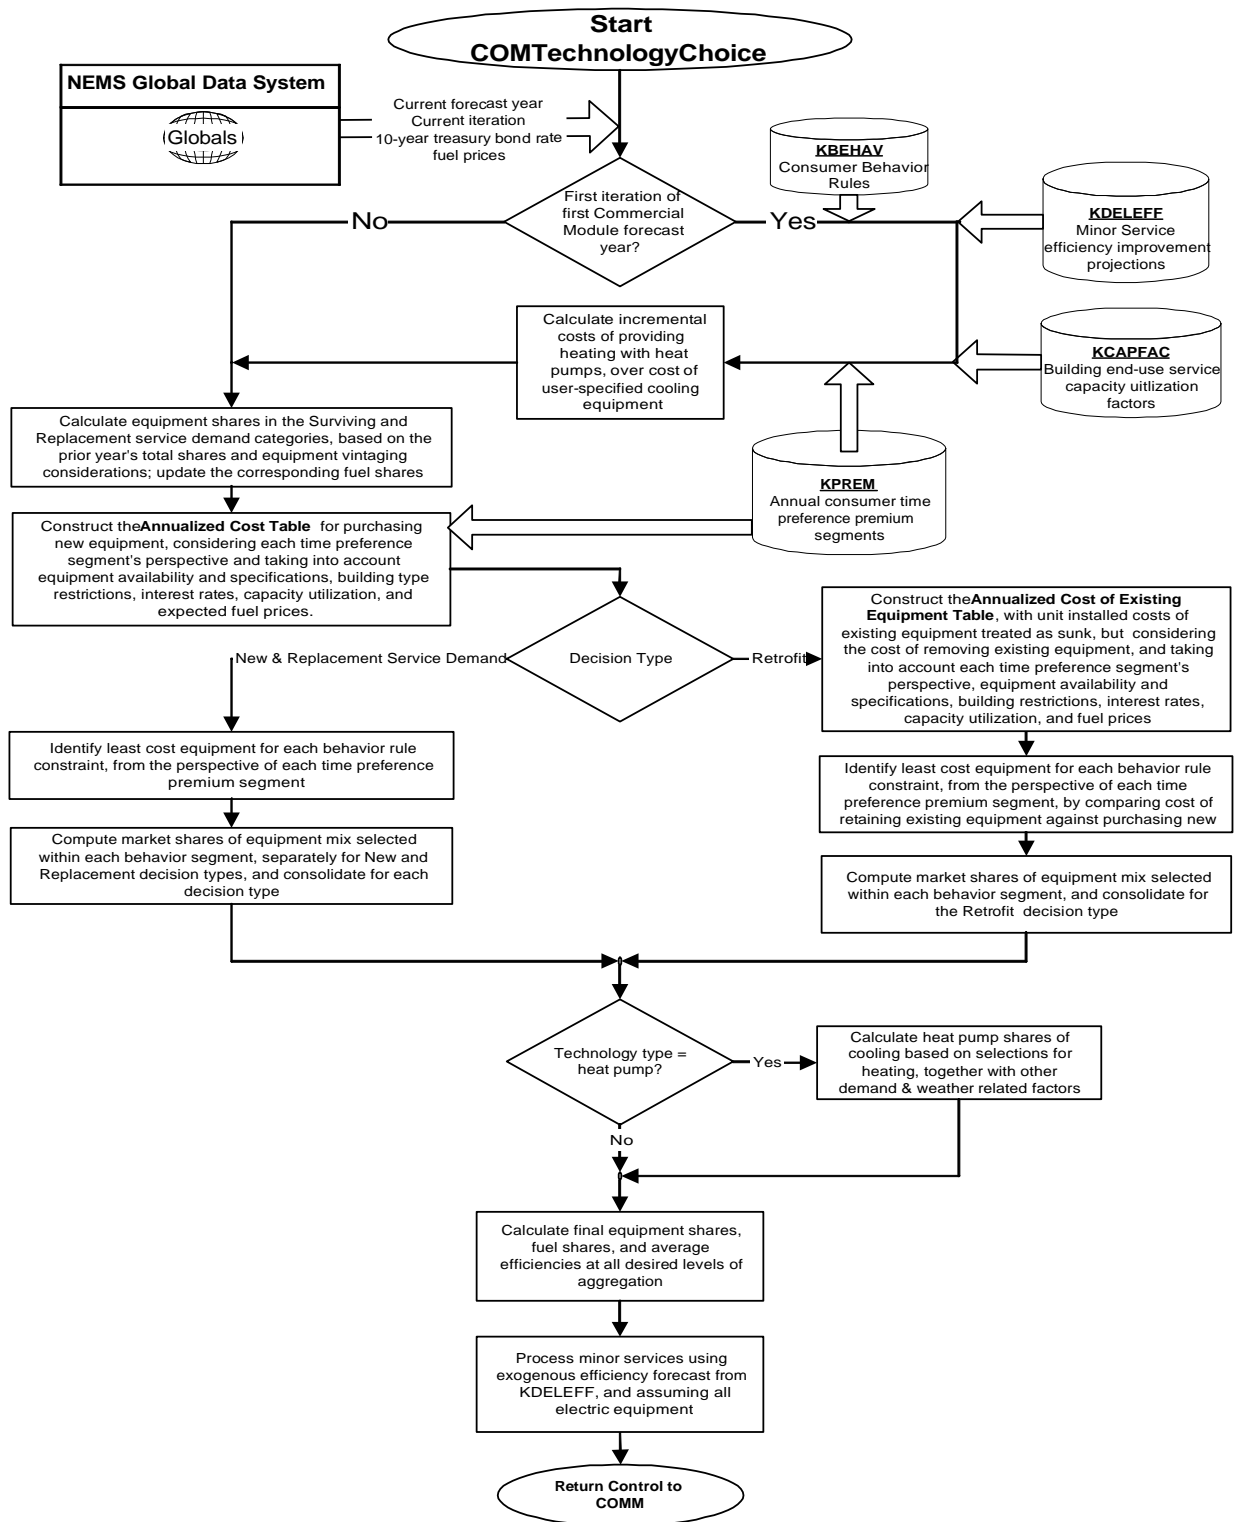 Start
COMTechnologyChoice
NEMS Global Data System
Globals
Current forecast year
Current iteration
10-year treasury bond rate
fuel prices
KBEHAV
Consumer Behavior
Rules
First iteration of
first Commercial
Module forecast
year?
No
Yes
KDELEFF
Minor Service
efficiency improvement
projections
Calculate incremental
costs of providing
heating with heat
pumps, over cost of
user-specified cooling
equipment
KCAPFAC
Building end-use service
capacity uitlization
factors
Calculate equipment shares in the Surviving and
Replacement service demand categories, based on the
prior year's total shares and equipment vintaging
considerations; update the corresponding fuel shares
KPREM
Annual consumer time
preference premium
segments
Construct theAnnualized Cost Table for purchasing
new equipment, considering each time preference
segment's perspective and taking into account
equipment availability and specifications, building type
restrictions, interest rates, capacity utilization, and
expected fuel prices.
Decision Type
New & Replacement Service Demand
Retrofit
Construct theAnnualized Cost of Existing
Equipment Table, with unit installed costs of
existing equipment treated as sunk, but considering
the cost of removing existing equipment, and taking
into account each time preference segment's
perspective, equipment availability and
specifications, building restrictions, interest rates,
capacity utilization, and fuel prices
Identify least cost equipment for each behavior rule
constraint, from the perspective of each time preference
premium segment
Identify least cost equipment for each behavior rule
constraint, from the perspective of each time
preference premium segment, by comparing cost of
retaining existing equipment against purchasing new
Compute market shares of equipment mix selected
within each behavior segment, separately for New and
Replacement decision types, and consolidate for each
decision type
Compute market shares of equipment mix selected
within each behavior segment, and consolidate for
the Retrofit decision type
Technology type =
heat pump?
Yes
Calculate heat pump shares of
cooling based on selections for
heating, together with other
demand & weather related factors
No
Calculate final equipment shares,
fuel shares, and average
efficiencies at all desired levels of
aggregation
Process minor services using
exogenous efficiency forecast from
KDELEFF, and assuming all
electric equipment
Return Control to
COMM